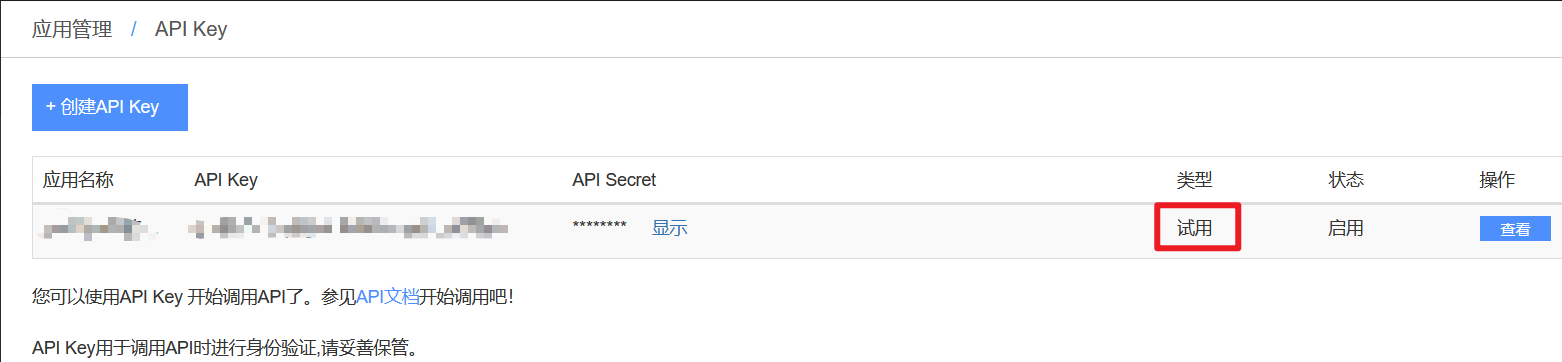 应用管理 / API Key
+ 创建API Key
应用名称 API Key API Secret 类型 状态 操作
******** 显示 试用 启用 查看
您可以使用API Key 开始调用API了。参见API文档开始调用吧！
API Key用于调用API时进行身份验证,请妥善保管。